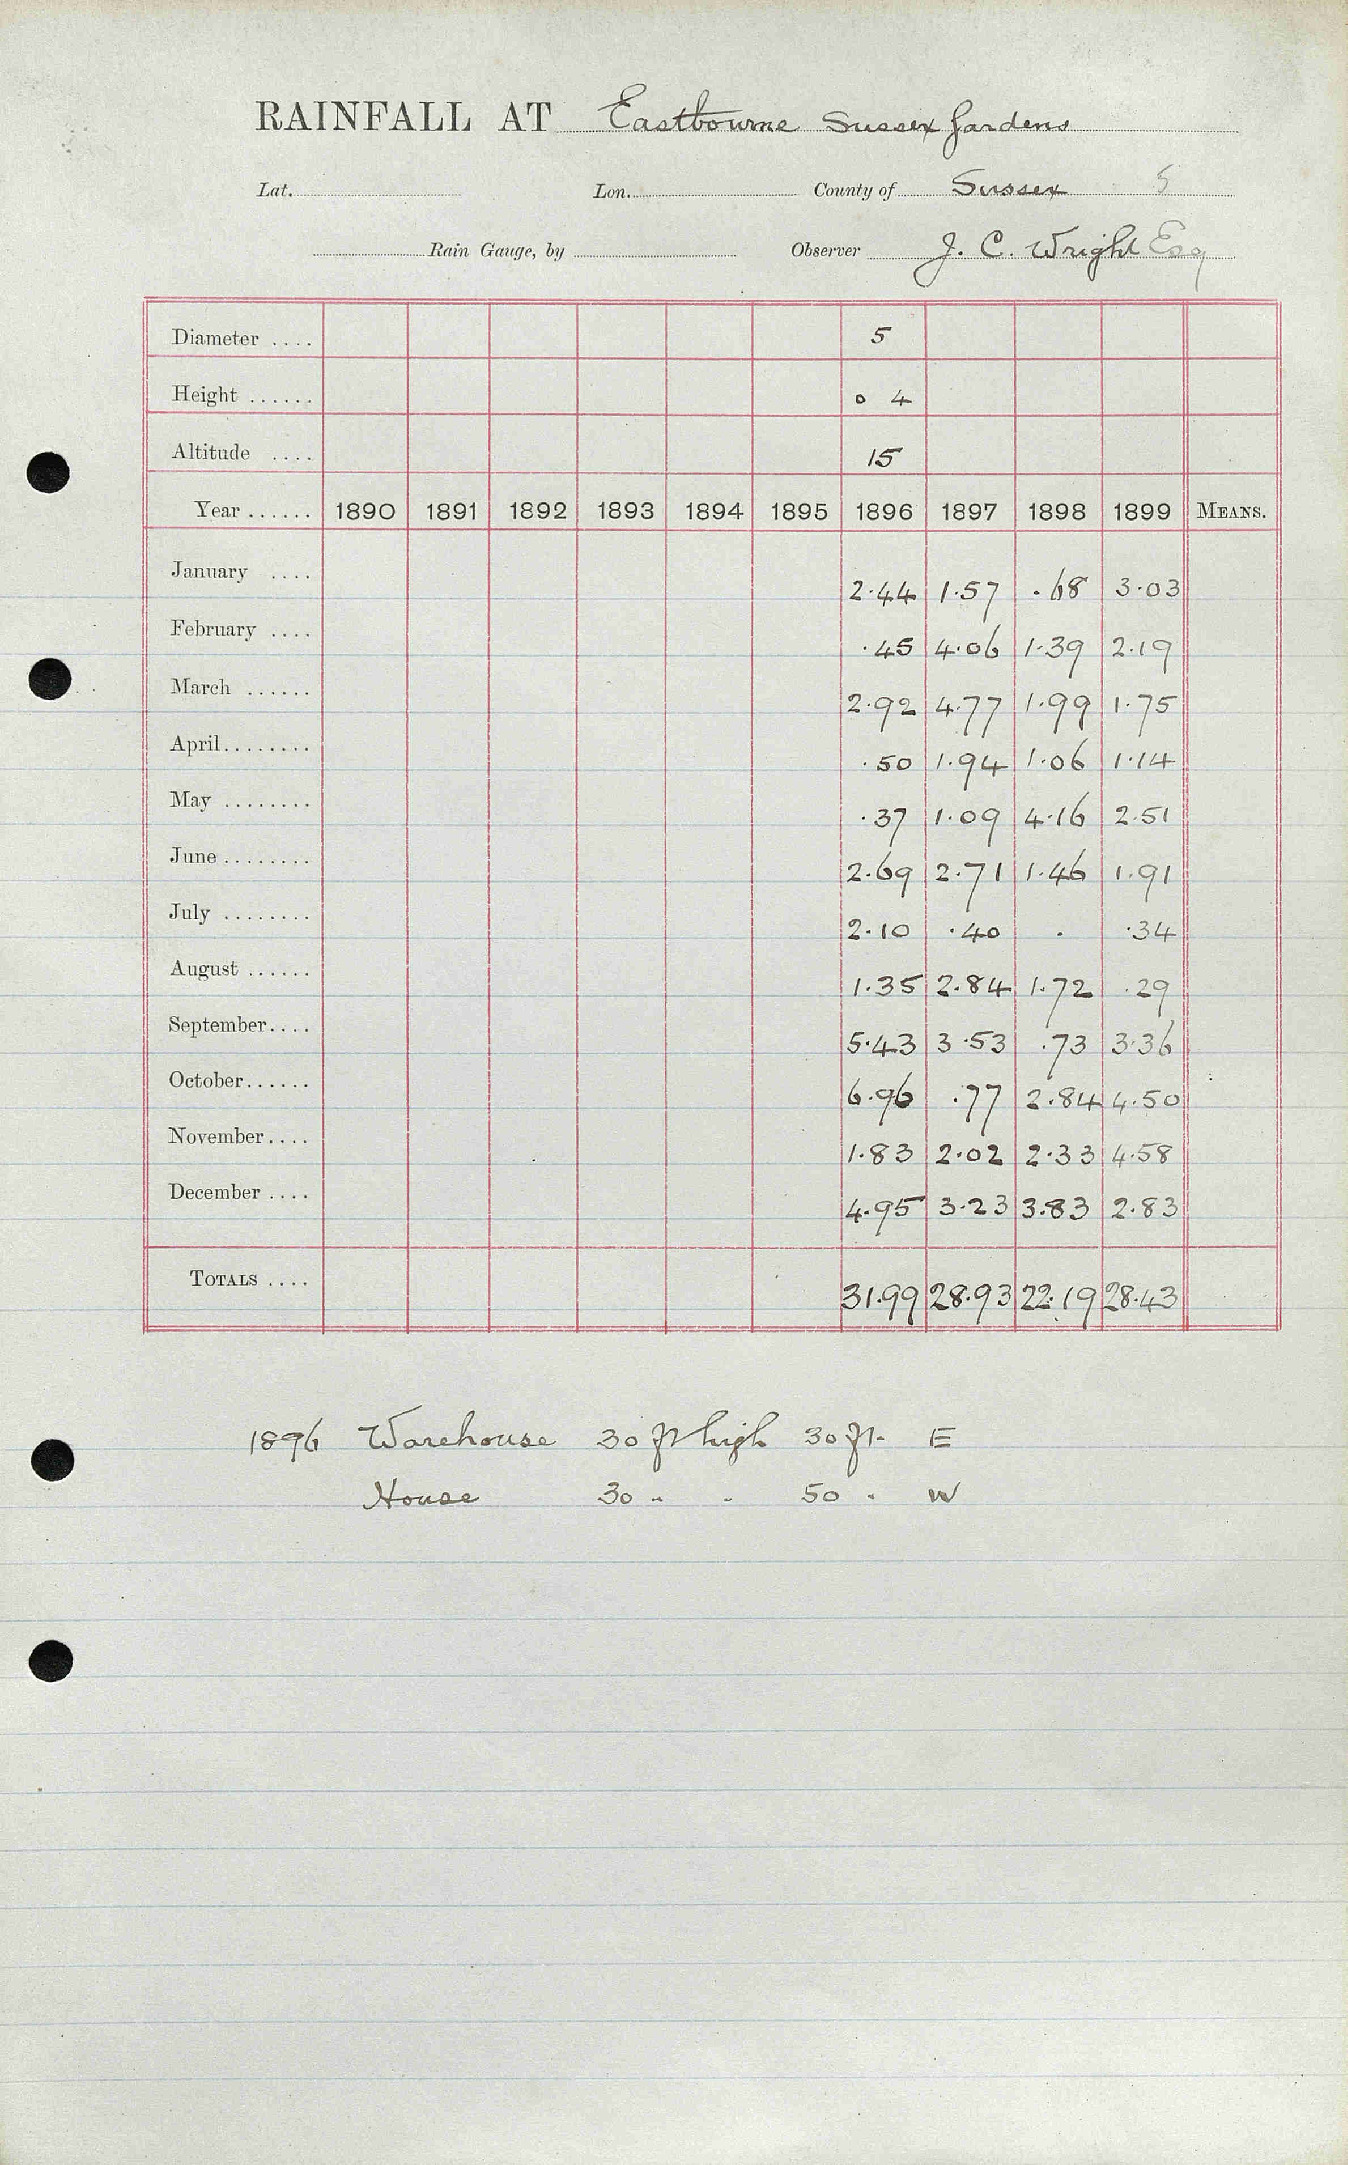 RAINFALL AT Eastbourne Sussex Gardens
Lat. Lon. County of Sussex S
Rain Gauge, by Observer J. C. Wright Esq
Diameter .... 5
Height ...... 0 4
Altitude .... 15
Year ...... 1890 1891 1892 1893 1894 1895 1896 1897 1898 1899 MEANS.
January .... 2.44 1.57 .68 3.03
February .... .45 4.06 1.39 2.19
March ...... 2.92 4.77 1.99 1.75
April ........ .50 1.94 1.06 1.14
May ........ .37 1.09 4.16 2.51
June ........ 2.69 2.71 1.46 1.91
July ........ 2.10 .40 . .34
August ...... 1.35 2.84 1.72 .29
September.... 5.43 3.53 .73 3.36
October...... 6.96 .77 2.84 4.50
November.... 1.83 2.02 2.33 4.58
December .... 4.95 3.23 3.83 2.83
TOTALS .... 31.99 28.93 22.19 28.43
1896 Warehouse 30 ft high 30 ft. E
House 30 " " 50 " W